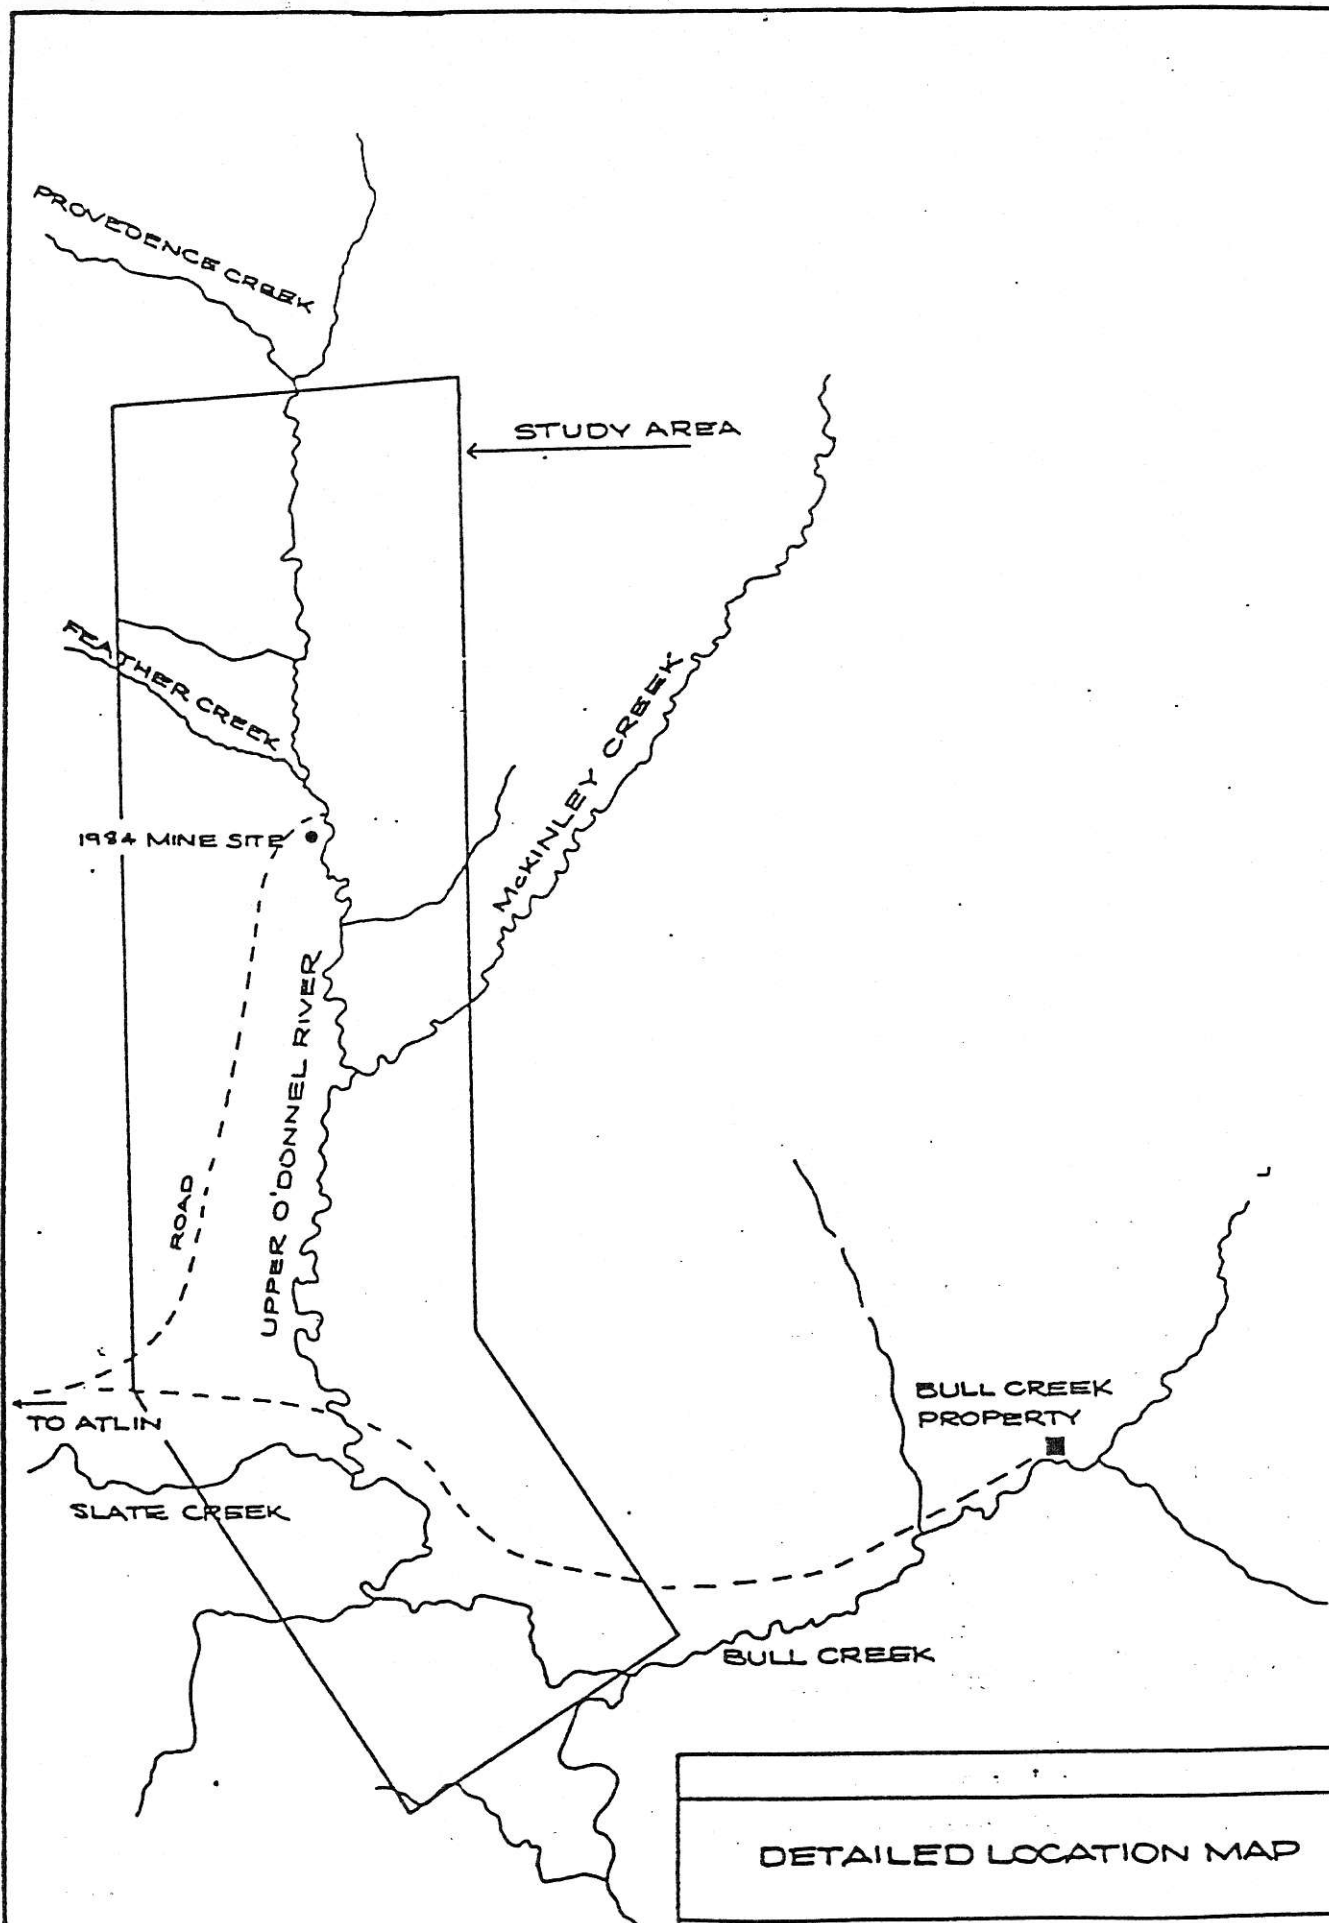 PROVEDENCE CREEK
STUDY AREA
FEATHER CREEK
McKINLEY CREEK
1984 MINE SITE
UPPER O'DONNEL RIVER
ROAD
TO ATLIN
BULL CREEK
PROPERTY
SLATE CREEK
BULL CREEK
DETAILED LOCATION MAP